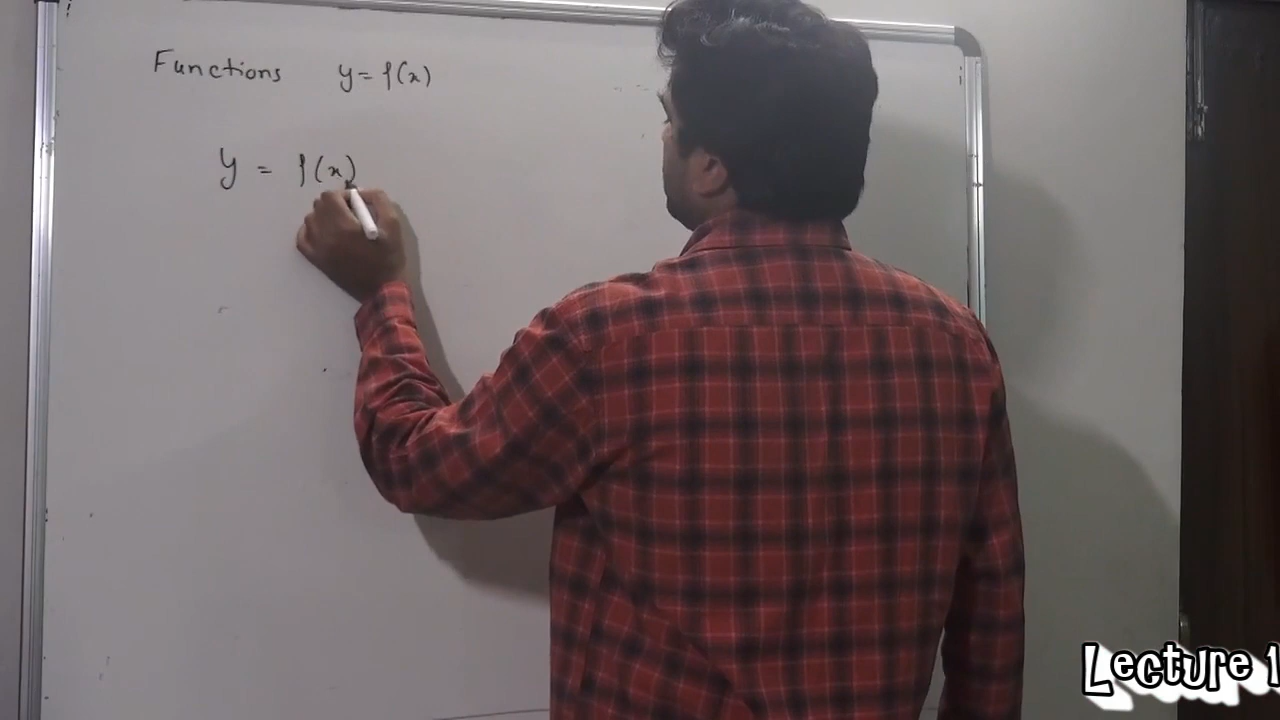 Functions y = f(x)
y = f(x)
Lecture 1